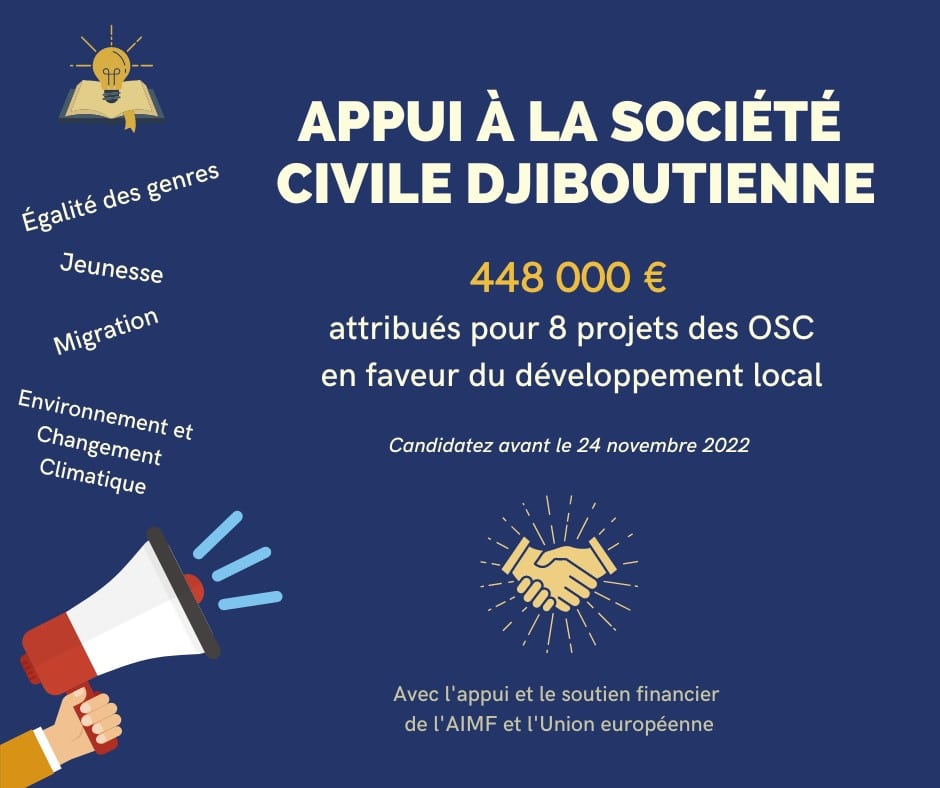 APPUI À LA SOCIÉTÉ
CIVILE DJIBOUTIENNE
Égalité des genres
Jeunesse
Migration
Environnement et
Changement
Climatique
448 000 €
attribués pour 8 projets des OSC
en faveur du développement local
Candidatez avant le 24 novembre 2022
Avec l'appui et le soutien financier
de l'AIMF et l'Union européenne